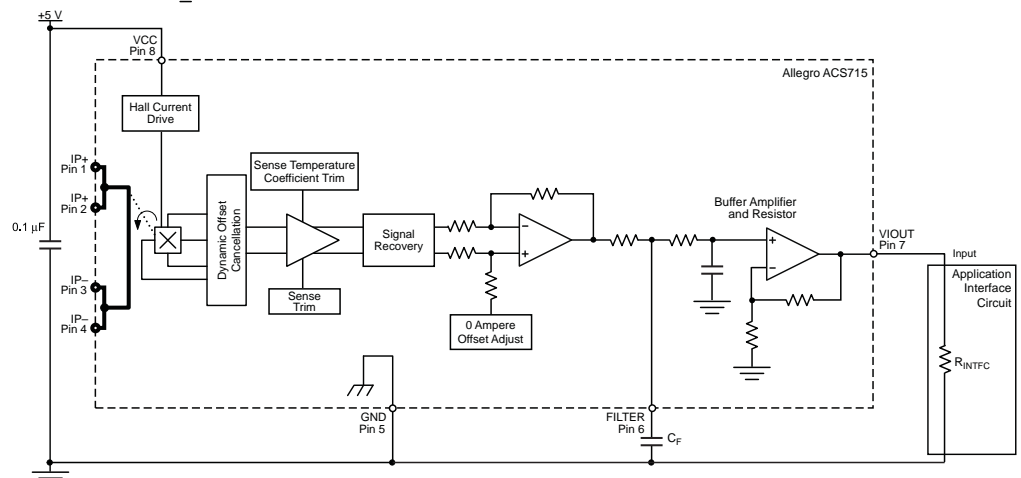 +5 V
VCC
Pin 8
Allegro ACS715
Hall Current
Drive
IP+
Pin 1
IP+
Pin 2
IP−
Pin 3
IP−
Pin 4
0.1 μF
Dynamic Offset
Cancellation
Sense Temperature
Coefficient Trim
Sense
Trim
Signal
Recovery
−
+
0 Ampere
Offset Adjust
Buffer Amplifier
and Resistor
+
−
VIOUT
Pin 7
Input
Application
Interface
Circuit
RINTFC
GND
Pin 5
FILTER
Pin 6
CF